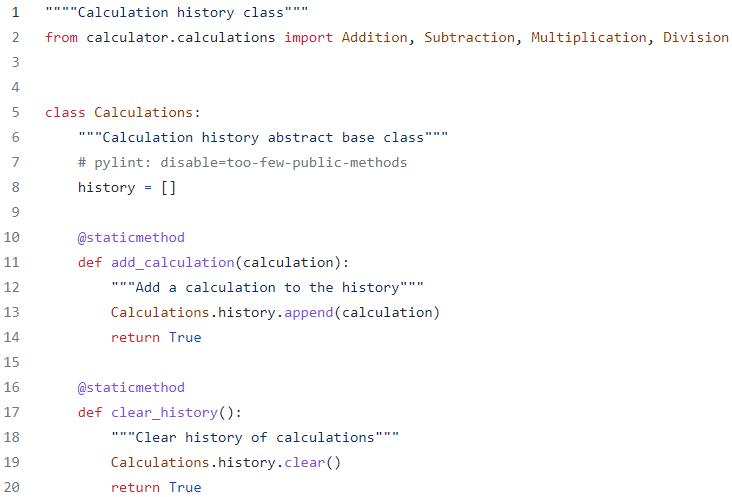 1 """"Calculation history class"""
2 from calculator.calculations import Addition, Subtraction, Multiplication, Division
3
4
5 class Calculations:
6     """Calculation history abstract base class"""
7     # pylint: disable=too-few-public-methods
8     history = []
9
10     @staticmethod
11     def add_calculation(calculation):
12         """Add a calculation to the history"""
13         Calculations.history.append(calculation)
14         return True
15
16     @staticmethod
17     def clear_history():
18         """Clear history of calculations"""
19         Calculations.history.clear()
20         return True